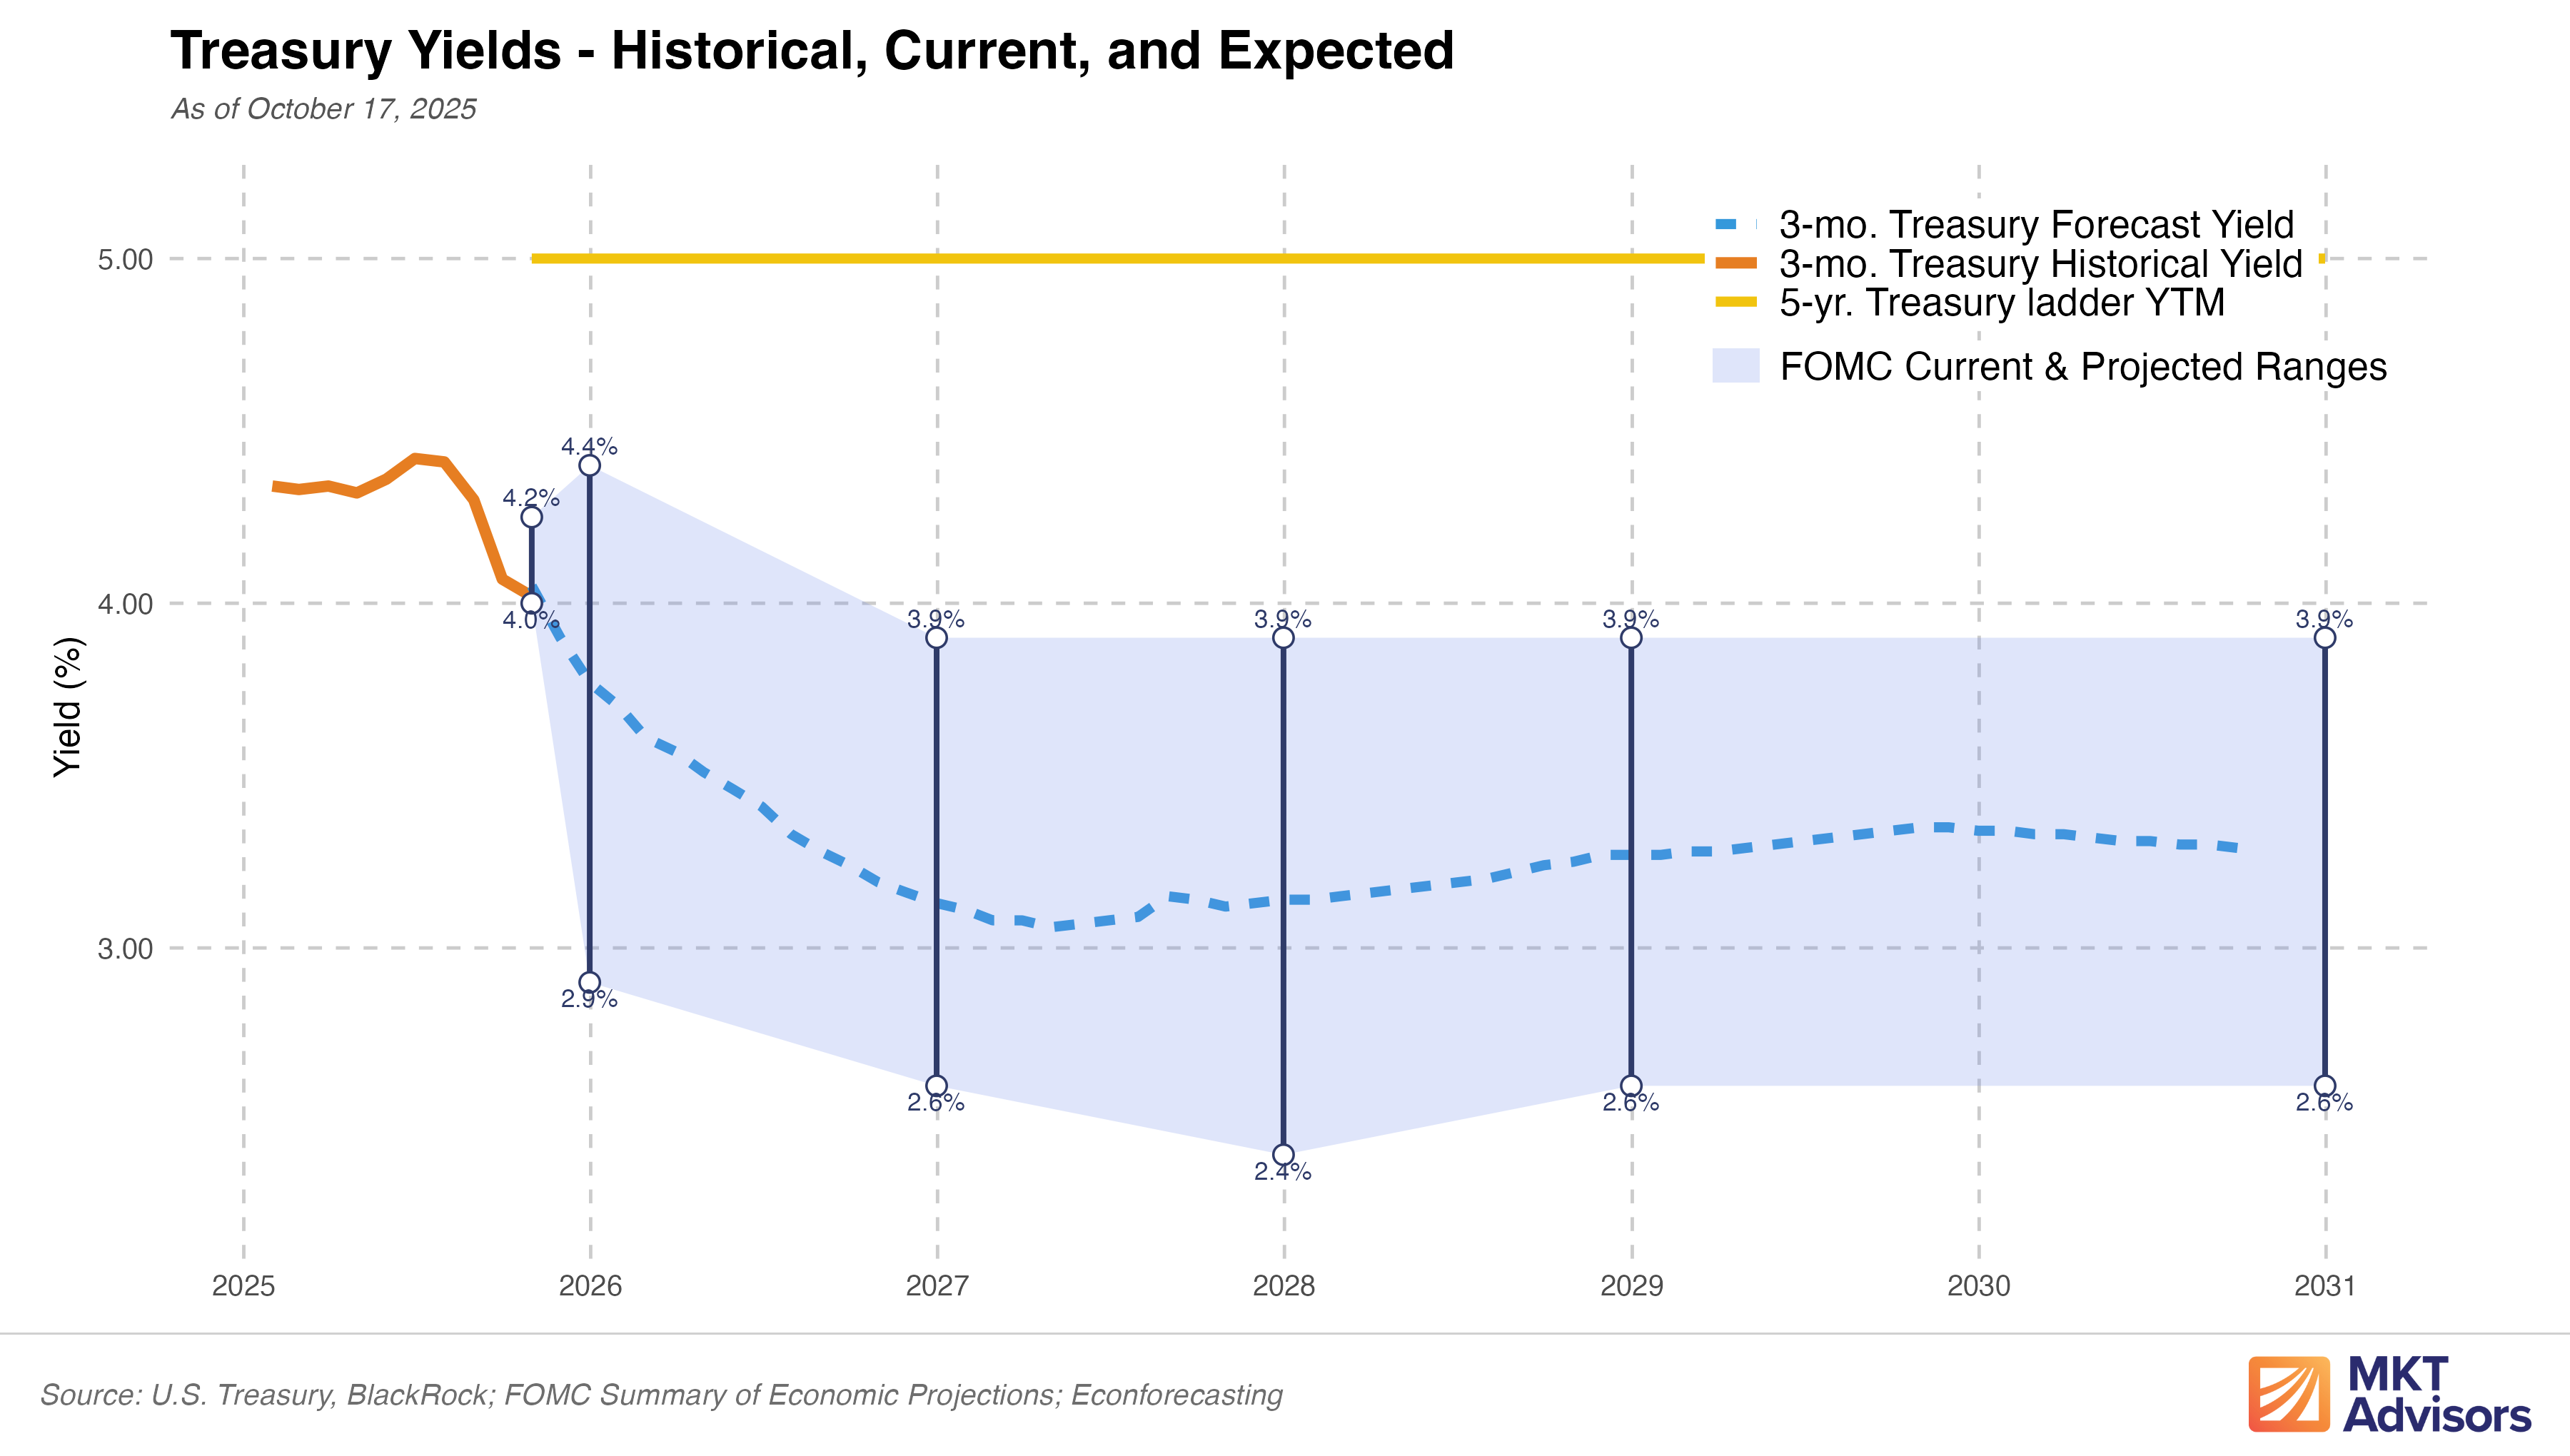 Treasury Yields - Historical, Current, and Expected
As of October 17, 2025
3-mo. Treasury Forecast Yield
3-mo. Treasury Historical Yield
5-yr. Treasury ladder YTM
FOMC Current & Projected Ranges
Yield (%)
5.00
4.00
3.00
4.2%
4.0%
4.4%
2.9%
3.9%
2.6%
3.9%
2.4%
3.9%
2.6%
3.9%
2.6%
2025
2026
2027
2028
2029
2030
2031
Source: U.S. Treasury, BlackRock; FOMC Summary of Economic Projections; Econforecasting
MKT
Advisors